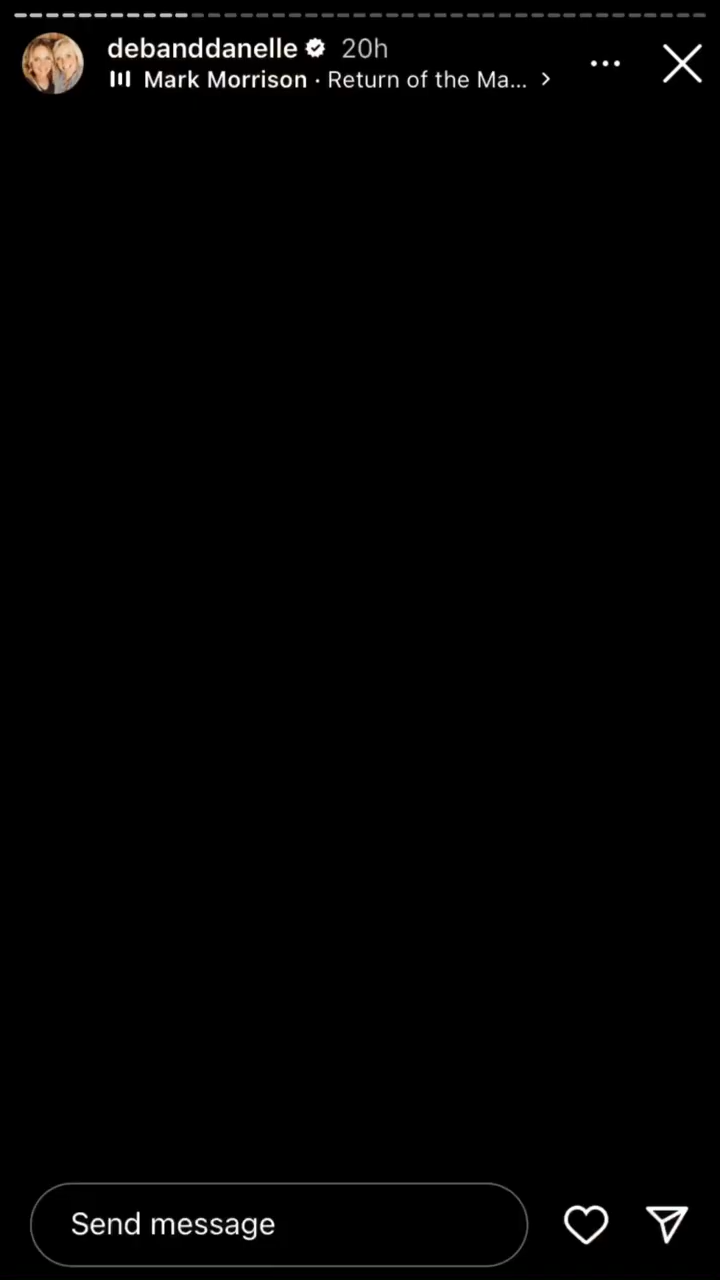 debanddanelle 20h
Mark Morrison · Return of the Ma...
Send message